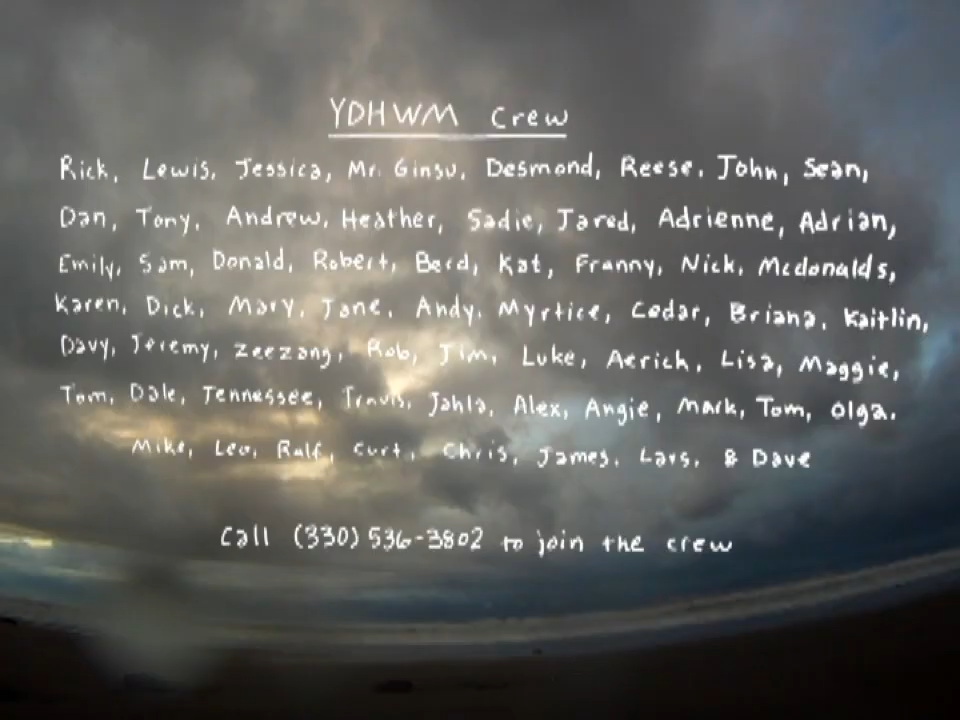 YDHWM Crew
Rick, Lewis, Jessica, Mr. Ginsu, Desmond, Reese, John, Sean,
Dan, Tony, Andrew, Heather, Sadie, Jared, Adrienne, Adrian,
Emily, Sam, Donald, Robert, Berd, Kat, Franny, Nick, Mcdonalds,
Karen, Dick, Mary, Jane, Andy, Myrtice, Cedar, Briana, Kaitlin,
Davy, Jeremy, Zeezang, Rob, Jim, Luke, Aerich, Lisa, Maggie,
Tom, Dale, Tennessee, Travis, Jahla, Alex, Angie, Mark, Tom, Olga.
Mike, Leo, Ralf, Curt, Chris, James, Lars, & Dave
Call (330) 536-3802 to join the crew